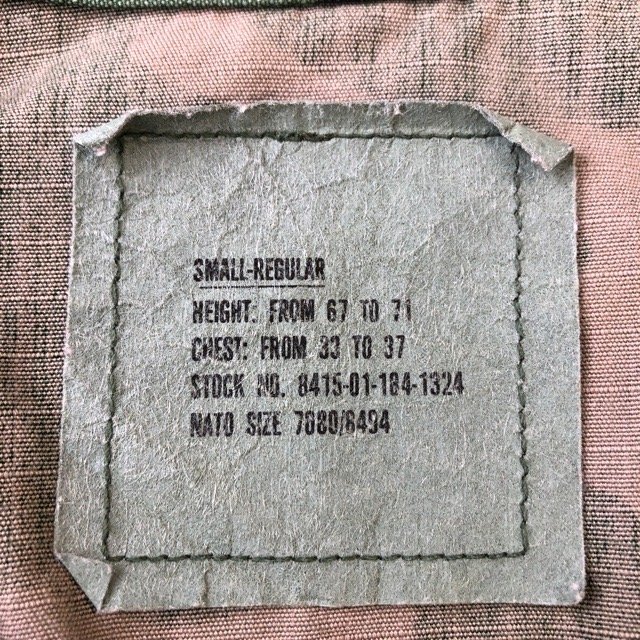 SMALL-REGULAR
HEIGHT: FROM 67 TO 71
CHEST: FROM 33 TO 37
STOCK NO. 8415-01-184-1324
NATO SIZE 7080/8494